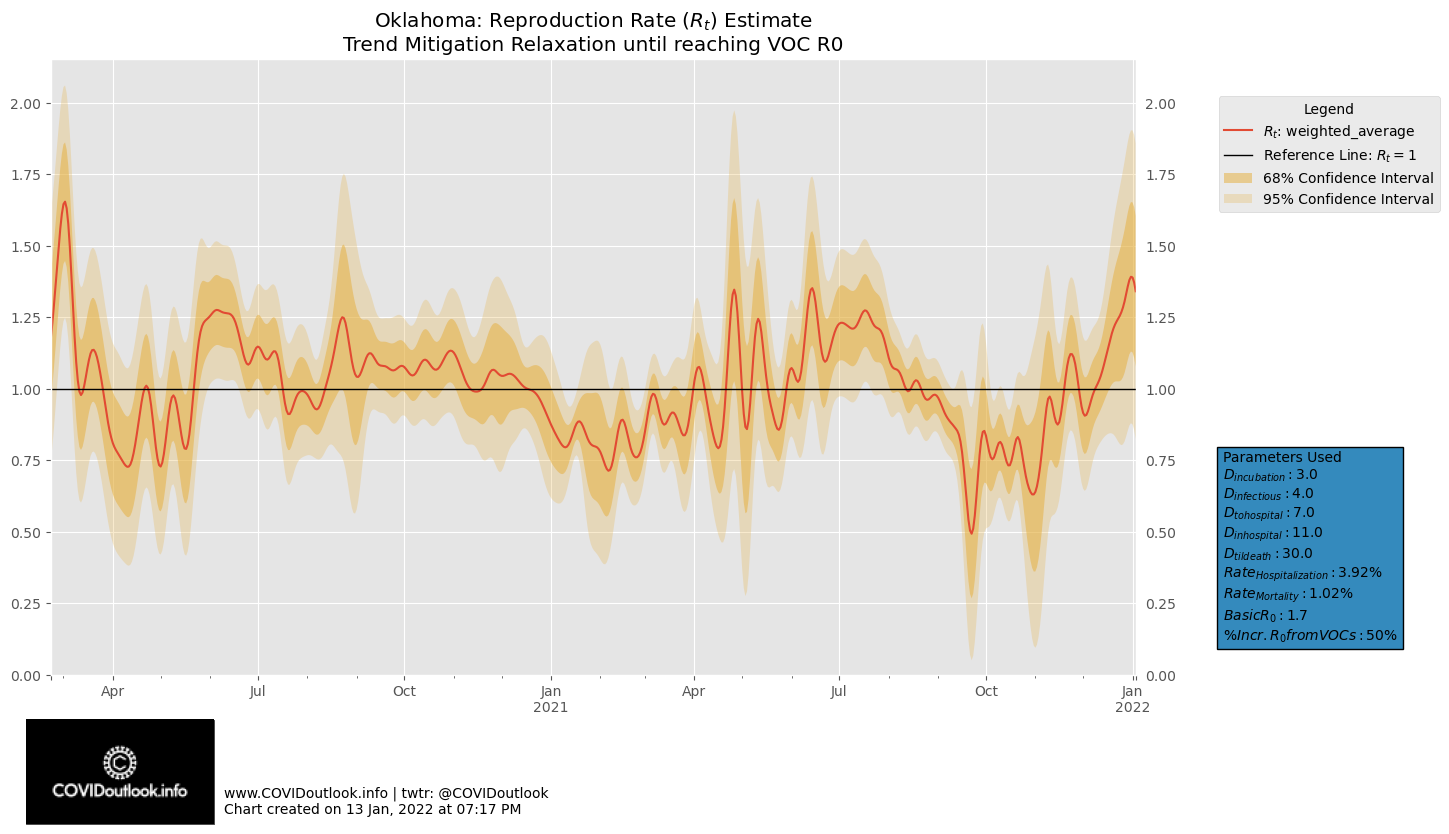 Oklahoma: Reproduction Rate (Rt) Estimate
Trend Mitigation Relaxation until reaching VOC R0
2.00
1.75
1.50
1.25
1.00
0.75
0.50
0.25
0.00
2.00
1.75
1.50
1.25
1.00
0.75
0.50
0.25
0.00
Apr
Jul
Oct
Jan
2021
Apr
Jul
Oct
Jan
2022
Legend
Rt: weighted_average
Reference Line: Rt = 1
68% Confidence Interval
95% Confidence Interval
Parameters Used
Dincubation : 3.0
Dinfectious : 4.0
Dtohospital : 7.0
Dinhospital : 11.0
Dtildeath : 30.0
RateHospitalization : 3.92%
RateMortality : 1.02%
BasicR0 : 1.7
%Incr.R0fromVOCs : 50%
COVIDoutlook.info
www.COVIDoutlook.info | twtr: @COVIDoutlook
Chart created on 13 Jan, 2022 at 07:17 PM